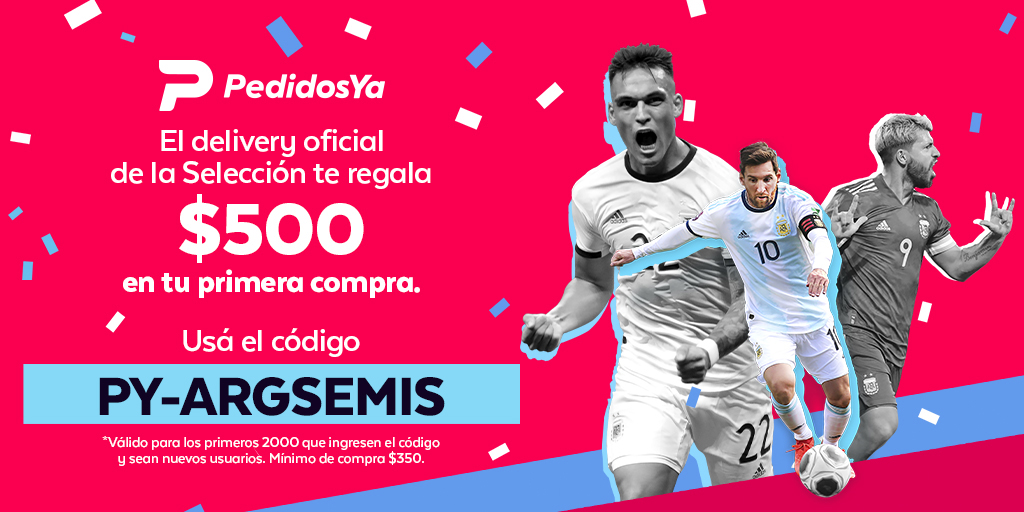 PedidosYa
El delivery oficial
de la Selección te regala
$500
en tu primera compra.
Usá el código
PY-ARGSEMIS
*Válido para los primeros 2000 que ingresen el código
y sean nuevos usuarios. Mínimo de compra $350.
22
10
9
22